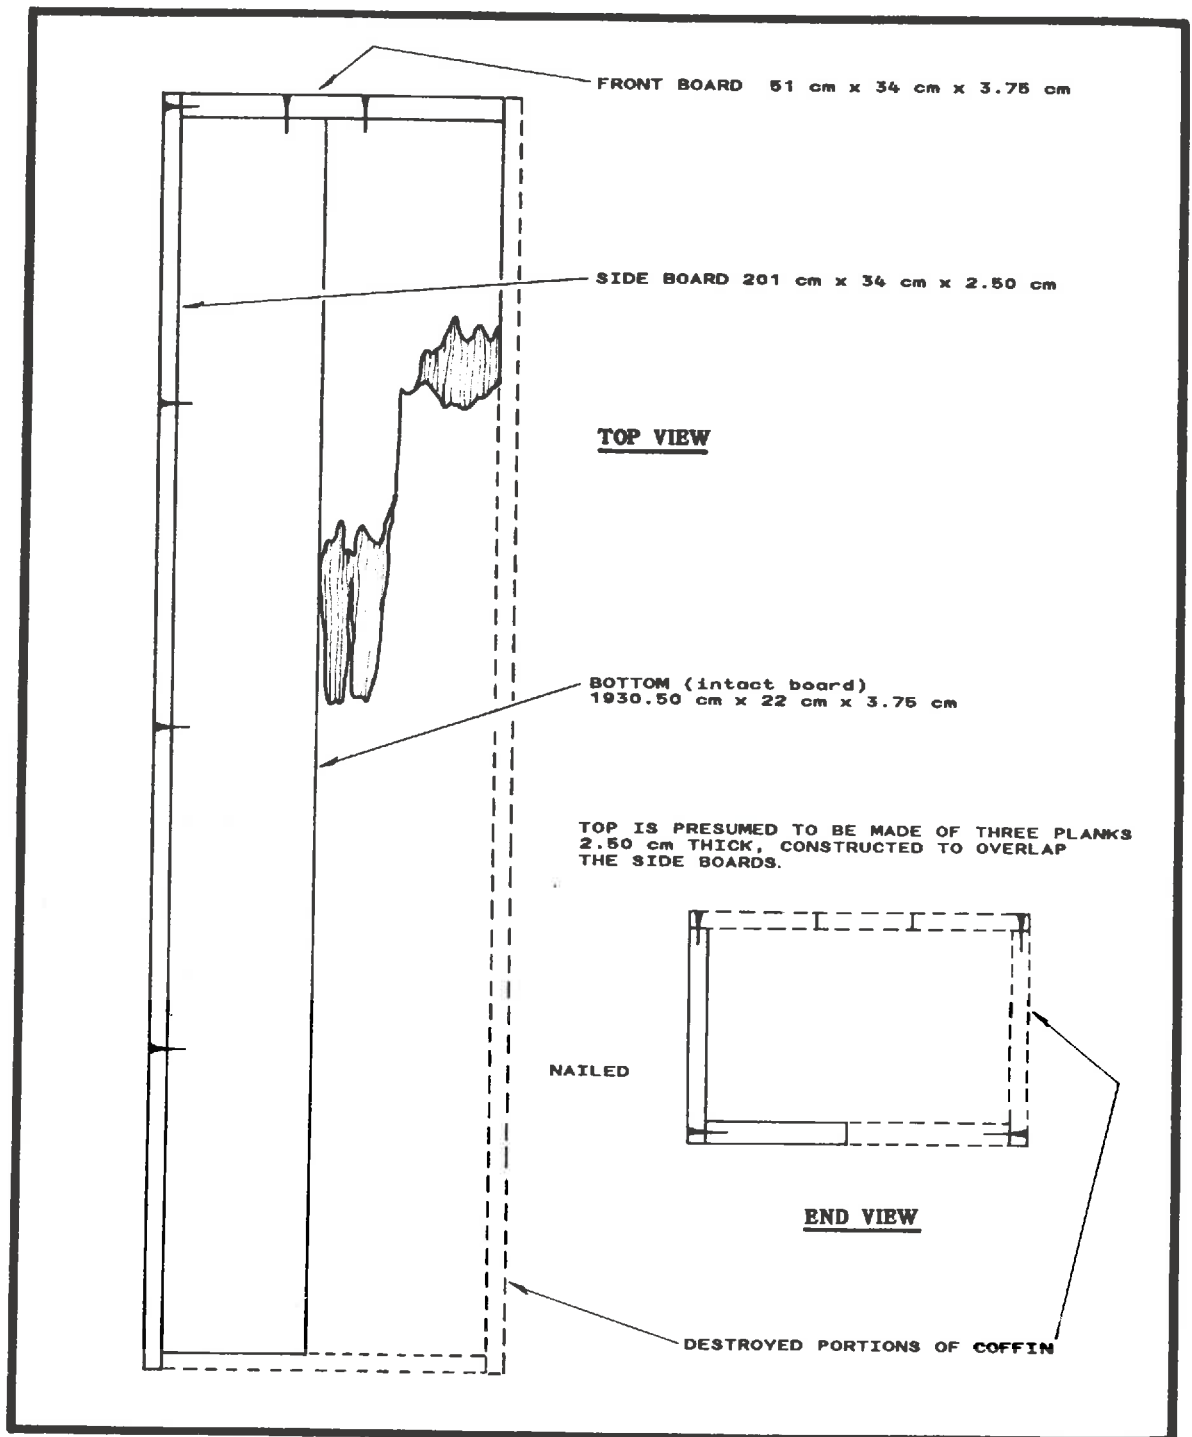 FRONT BOARD 51 cm x 34 cm x 3.75 cm
SIDE BOARD 201 cm x 34 cm x 2.50 cm
TOP VIEW
BOTTOM (intact board)
1930.50 cm x 22 cm x 3.75 cm
TOP IS PRESUMED TO BE MADE OF THREE PLANKS
2.50 cm THICK, CONSTRUCTED TO OVERLAP
THE SIDE BOARDS.
NAILED
END VIEW
DESTROYED PORTIONS OF COFFIN